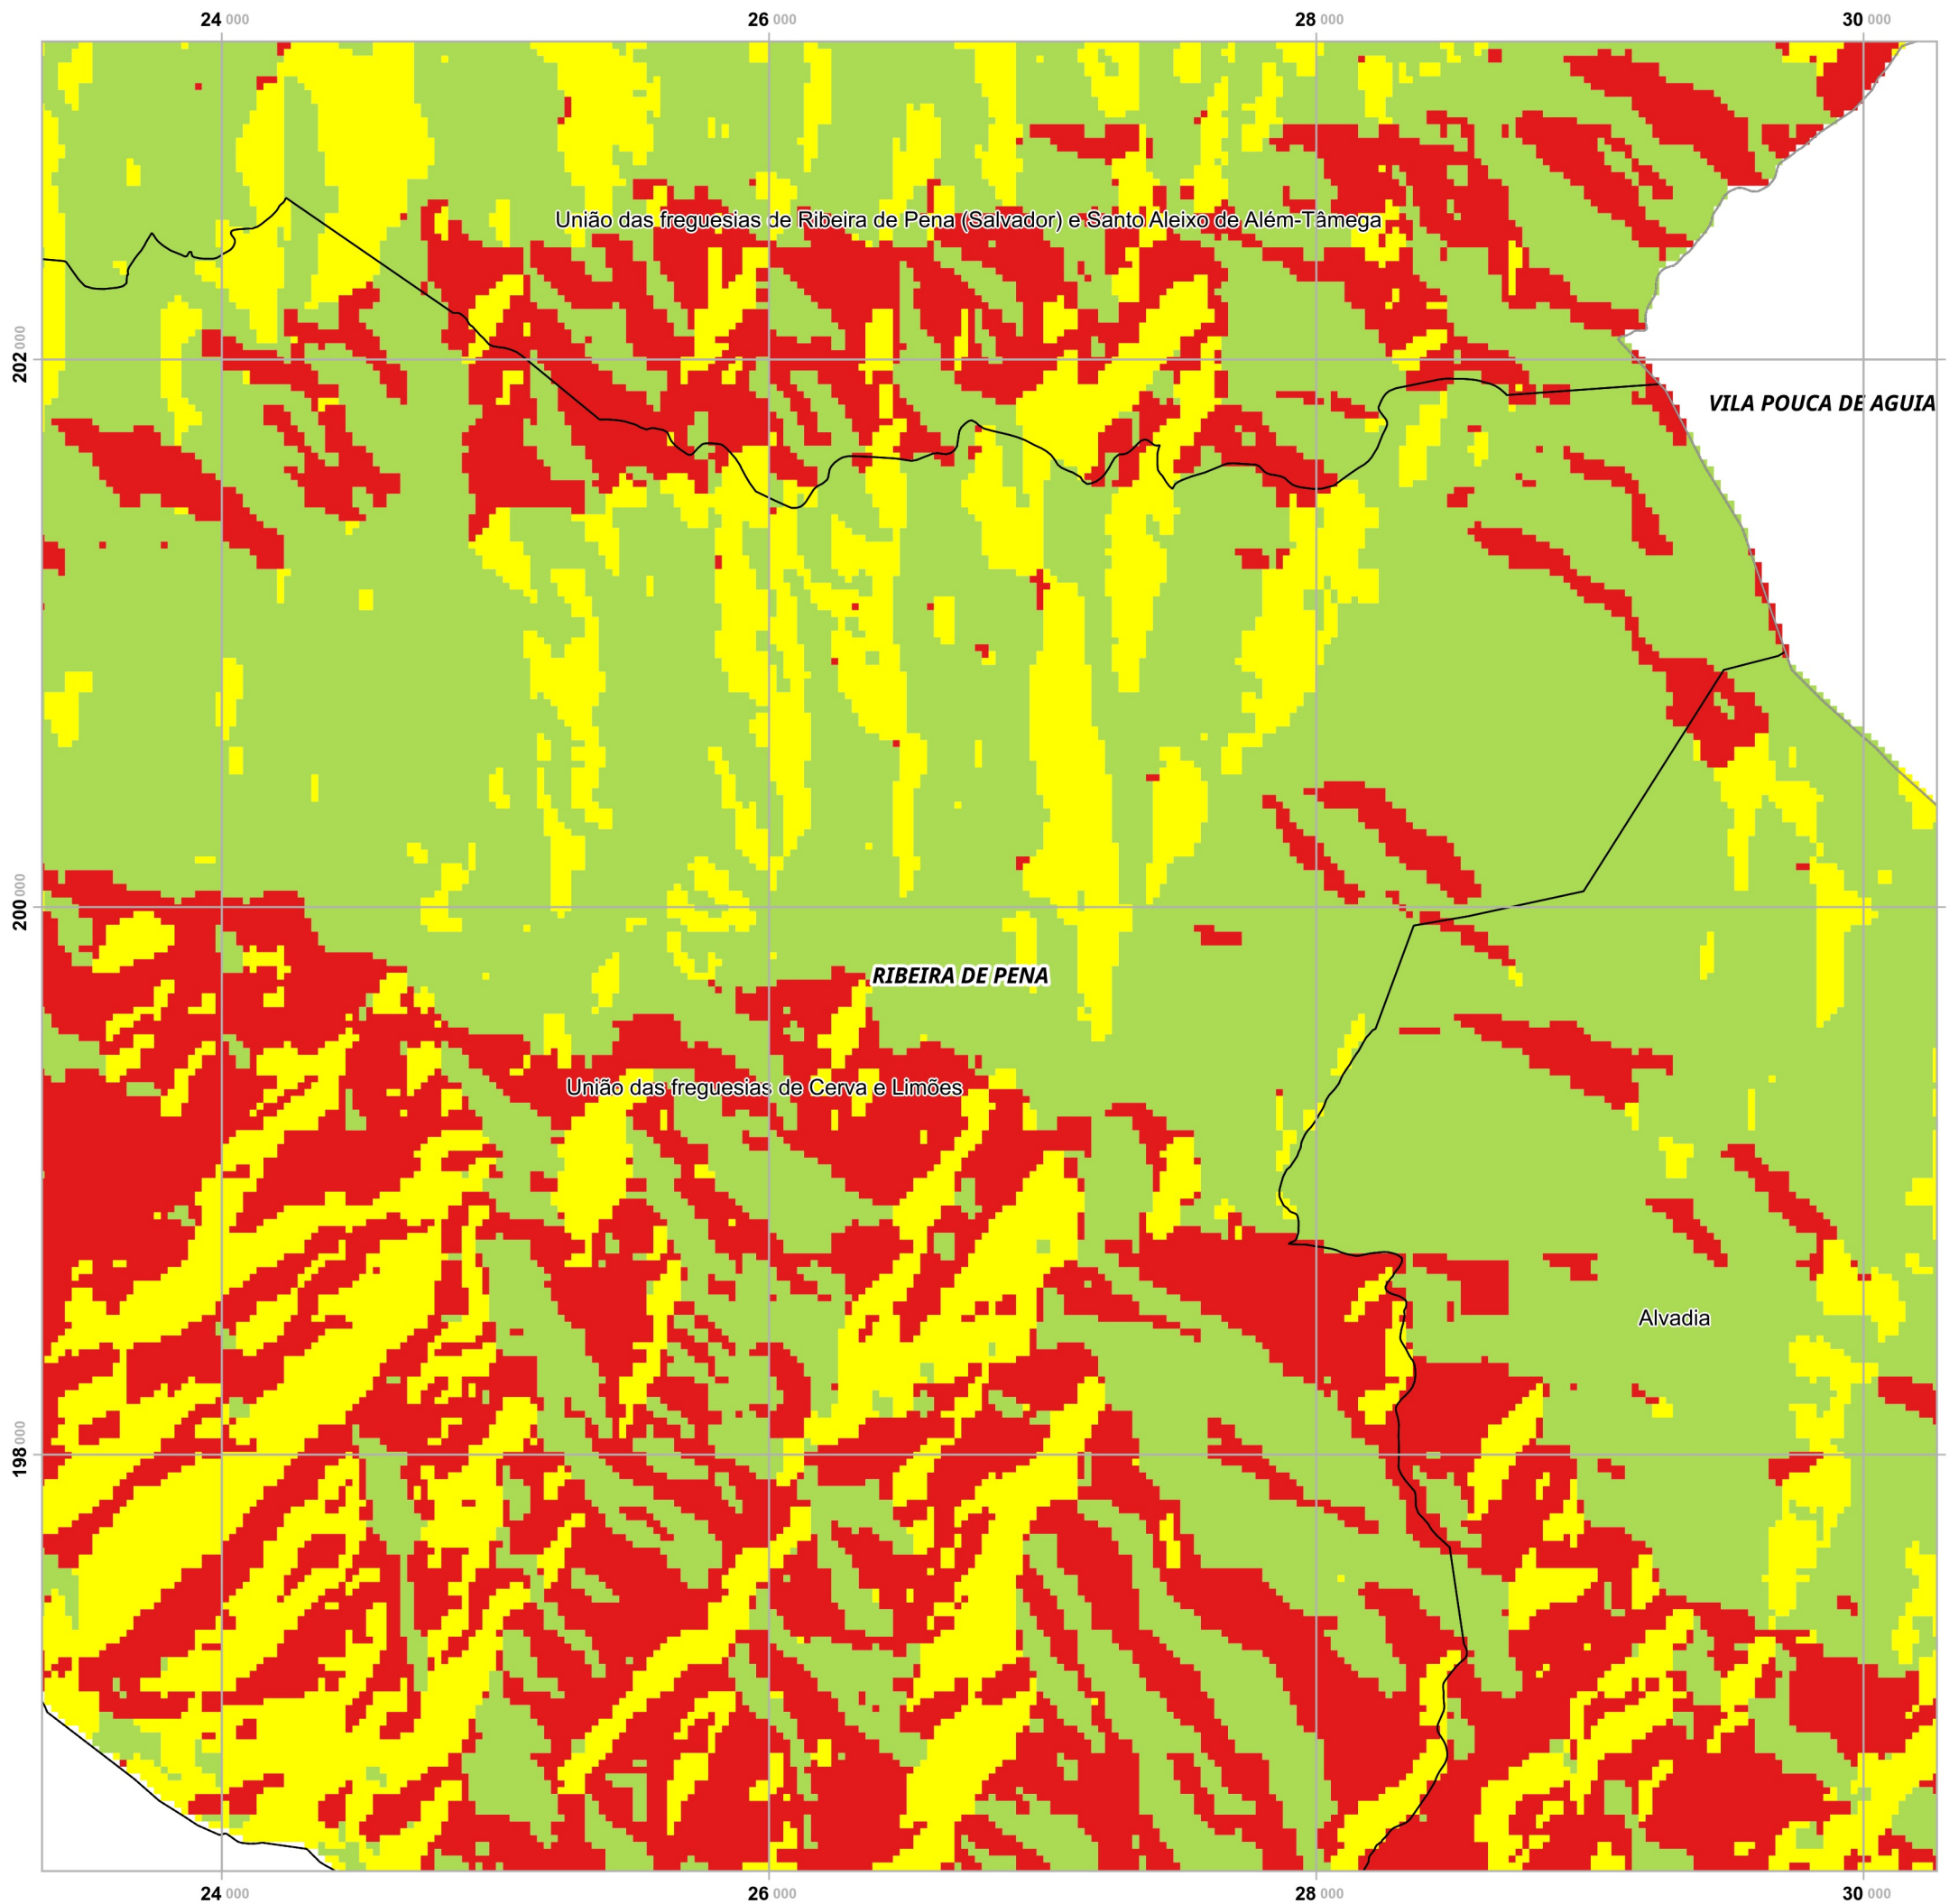 24 000 26 000 28 000 30 000
União das freguesias de Ribeira de Pena (Salvador) e Santo Aleixo de Além-Tâmega
202 000
VILA POUCA DE AGUIA
200 000
RIBEIRA DE PENA
União das freguesias de Cerva e Limões
Alvadia
198 000
24 000 26 000 28 000 30 000